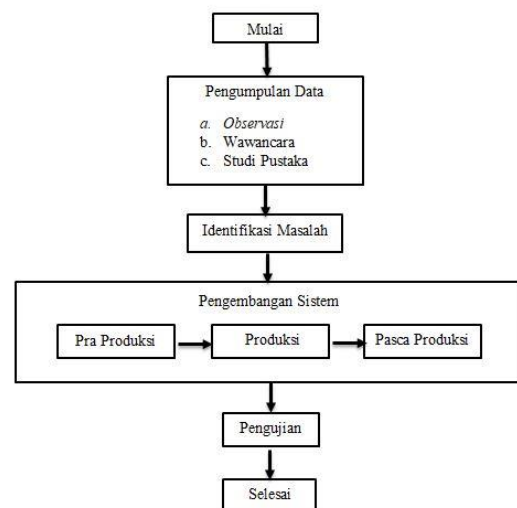 Mulai
Pengumpulan Data
a. Observasi
b. Wawancara
c. Studi Pustaka
Identifikasi Masalah
Pengembangan Sistem
Pra Produksi
Produksi
Pasca Produksi
Pengujian
Selesai